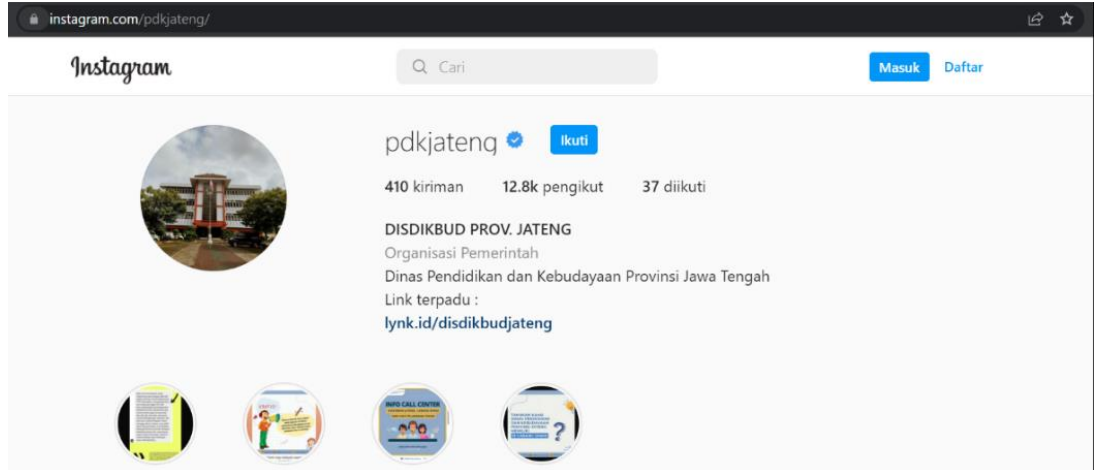 instagram.com/pdkjateng/
Instagram
Cari
Masuk
Daftar
pdkjateng
Ikuti
410 kiriman 12.8k pengikut 37 diikuti
DISDIKBUD PROV. JATENG
Organisasi Pemerintah
Dinas Pendidikan dan Kebudayaan Provinsi Jawa Tengah
Link terpadu :
lynk.id/disdikbudjateng
INFO CALL CENTER
?